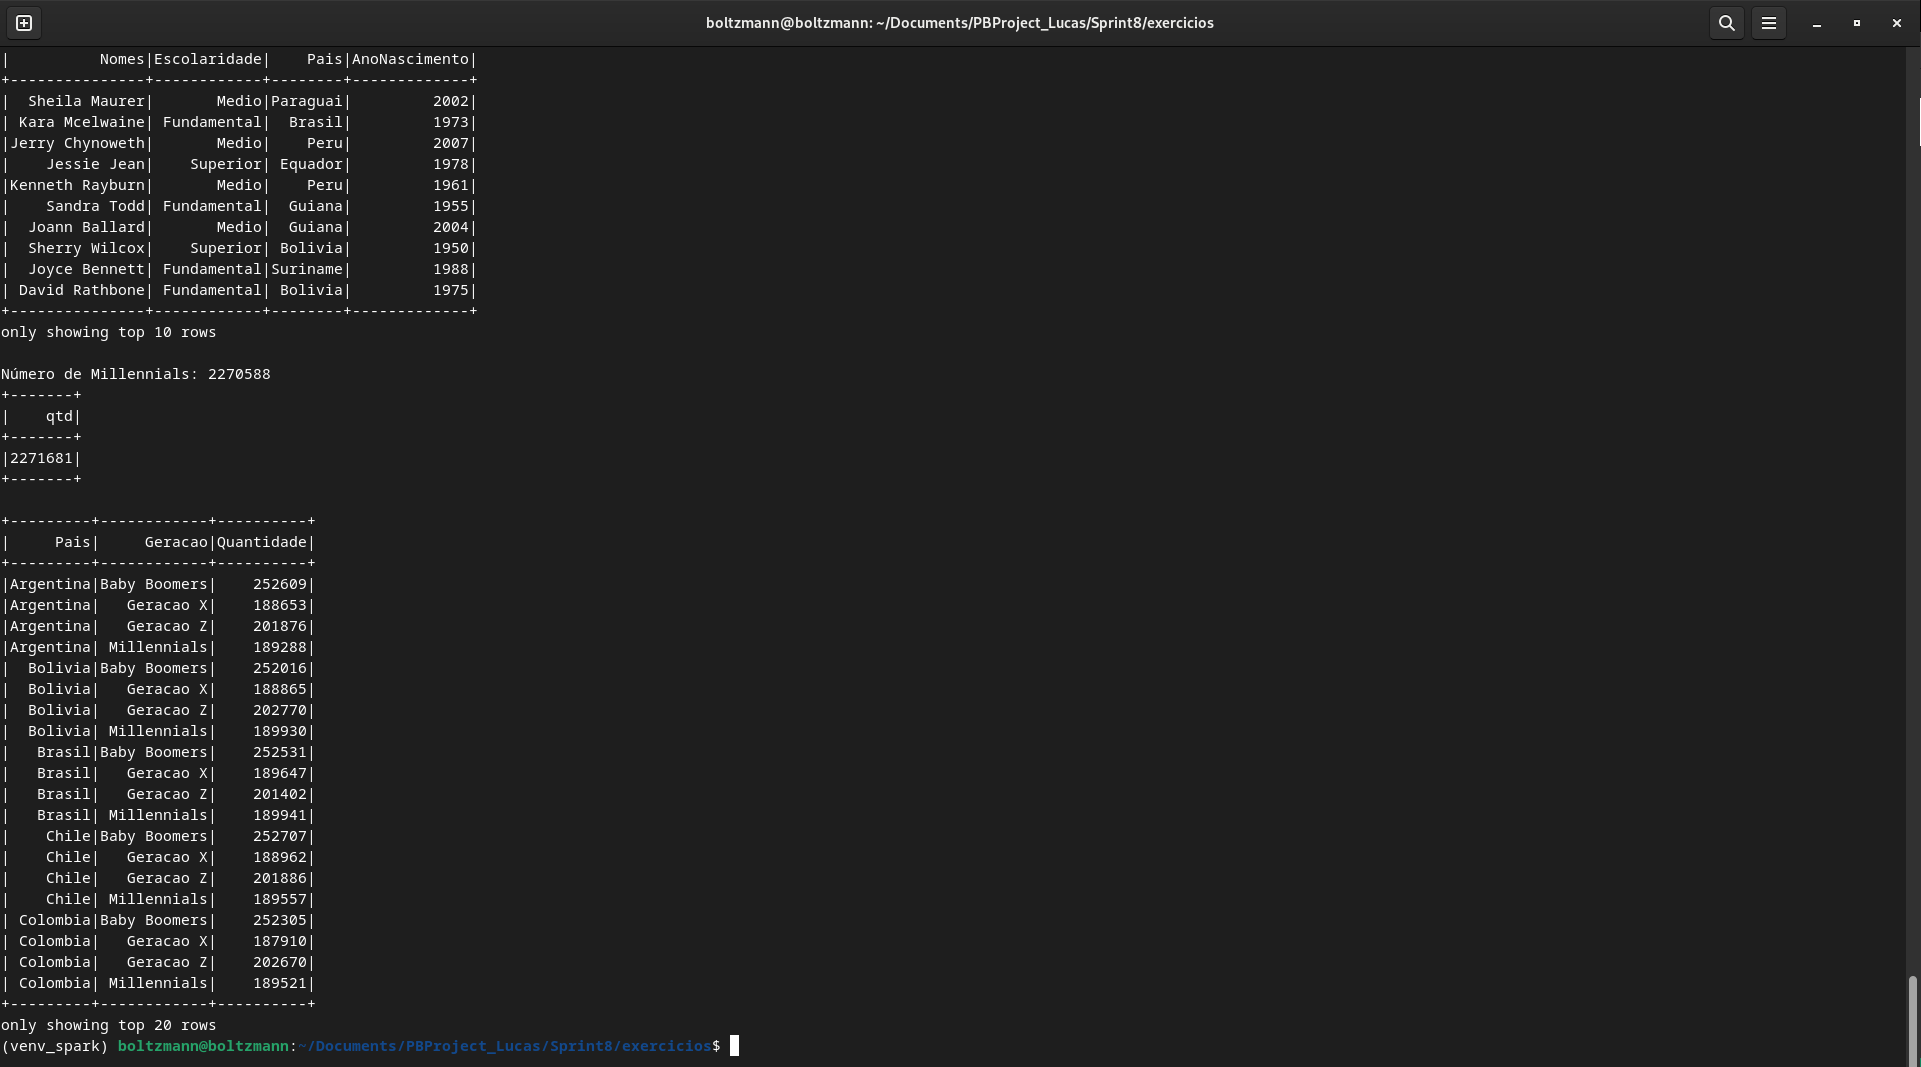 boltzmann@boltzmann: ~/Documents/PBProject_Lucas/Sprint8/exercicios
|          Nomes|Escolaridade|    Pais|AnoNascimento|
+---------------+------------+--------+-------------+
|  Sheila Maurer|       Medio|Paraguai|         2002|
| Kara Mcelwaine| Fundamental|  Brasil|         1973|
|Jerry Chynoweth|       Medio|    Peru|         2007|
|    Jessie Jean|    Superior| Equador|         1978|
|Kenneth Rayburn|       Medio|    Peru|         1961|
|    Sandra Todd| Fundamental|  Guiana|         1955|
|  Joann Ballard|       Medio|  Guiana|         2004|
|  Sherry Wilcox|    Superior| Bolivia|         1950|
|  Joyce Bennett| Fundamental|Suriname|         1988|
| David Rathbone| Fundamental| Bolivia|         1975|
+---------------+------------+--------+-------------+
only showing top 10 rows
Número de Millennials: 2270588
+-------+
|    qtd|
+-------+
|2271681|
+-------+
+---------+------------+----------+
|     Pais|     Geracao|Quantidade|
+---------+------------+----------+
|Argentina|Baby Boomers|    252609|
|Argentina|   Geracao X|    188653|
|Argentina|   Geracao Z|    201876|
|Argentina| Millennials|    189288|
|  Bolivia|Baby Boomers|    252016|
|  Bolivia|   Geracao X|    188865|
|  Bolivia|   Geracao Z|    202770|
|  Bolivia| Millennials|    189930|
|   Brasil|Baby Boomers|    252531|
|   Brasil|   Geracao X|    189647|
|   Brasil|   Geracao Z|    201402|
|   Brasil| Millennials|    189941|
|    Chile|Baby Boomers|    252707|
|    Chile|   Geracao X|    188962|
|    Chile|   Geracao Z|    201886|
|    Chile| Millennials|    189557|
| Colombia|Baby Boomers|    252305|
| Colombia|   Geracao X|    187910|
| Colombia|   Geracao Z|    202670|
| Colombia| Millennials|    189521|
+---------+------------+----------+
only showing top 20 rows
(venv_spark) boltzmann@boltzmann:~/Documents/PBProject_Lucas/Sprint8/exercicios$